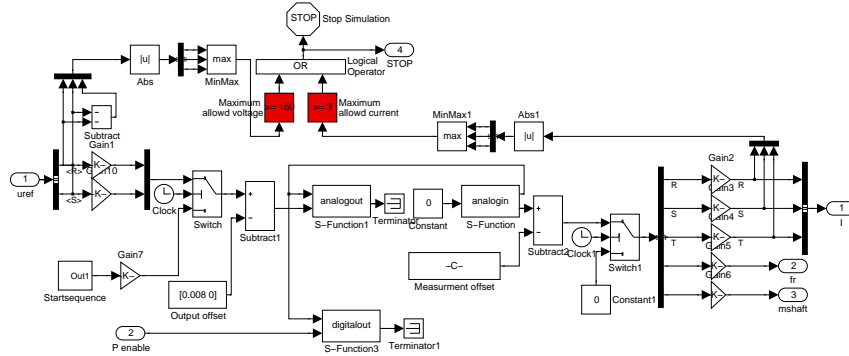 STOP
Stop Simulation
4
STOP
OR
Logical
Operator
|u|
Abs
max
MinMax
Maximum
allowd voltage
>= 150
>= 3
Maximum
allowd current
MinMax1
max
Abs1
|u|
−
−
Subtract
Gain1
1
uref
<R>
K−
Gain10
<S>
K−
Clock
Switch
+
−
Subtract1
analogout
S−Function1
Terminator
0
Constant
analogin
S−Function
+
−
Subtract2
Clock1
Switch1
Gain2
R
K−
Gain3
R
S
K−
Gain4
S
T
K−
Gain5
T
K−
Gain6
K−
1
I
2
fr
3
mshaft
Gain7
Out1
K−
Startsequence
[0.008 0]
Output offset
−C−
Measurment offset
0
Constant1
2
P enable
digitalout
S−Function3
Terminator1